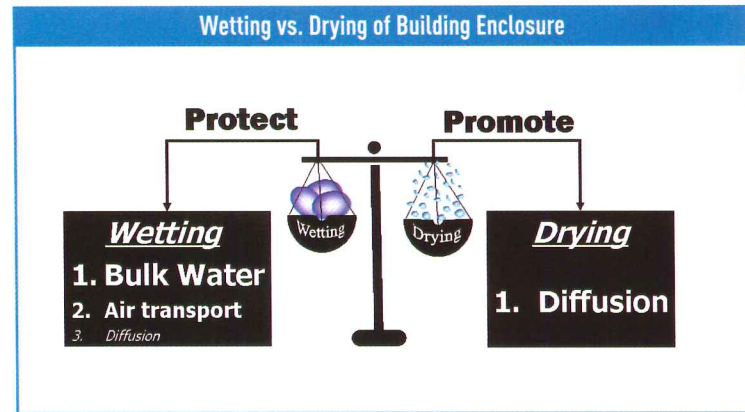 Wetting vs. Drying of Building Enclosure
Protect
Promote
Wetting
Drying
Wetting
1. Bulk Water
2. Air transport
3. Diffusion
Drying
1. Diffusion